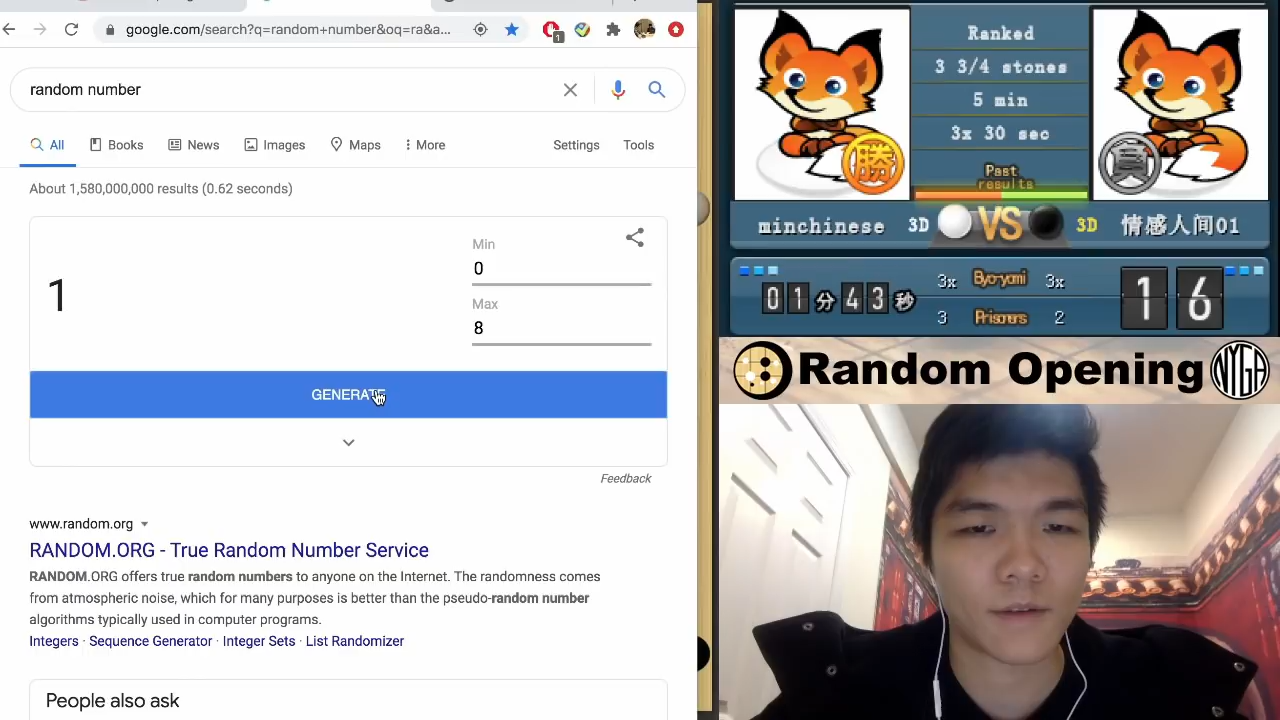 google.com/search?q=random+number&oq=ra&a...
1
random number
All
Books
News
Images
Maps
More
Settings
Tools
About 1,580,000,000 results (0.62 seconds)
1
Min
0
Max
8
GENERATE
Feedback
www.random.org
RANDOM.ORG - True Random Number Service
RANDOM.ORG offers true random numbers to anyone on the Internet. The randomness comes
from atmospheric noise, which for many purposes is better than the pseudo-random number
algorithms typically used in computer programs.
Integers · Sequence Generator · Integer Sets · List Randomizer
People also ask
Ranked
3 3/4 stones
5 min
3x 30 sec
Past
results
勝
負
minchinese 3D VS 3D 情感人间01
01分43秒
3x Byo-yomi 3x
3 Prisoners 2
16
Random Opening
NYGA